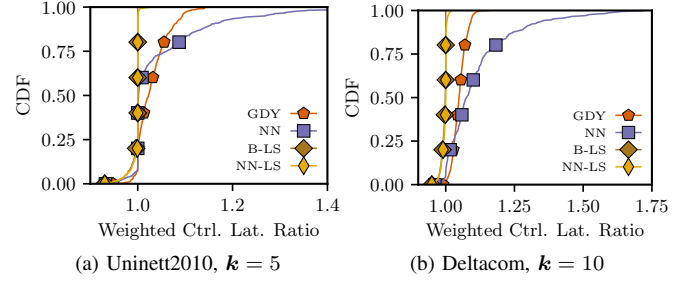 CDF
1.00
0.75
0.50
0.25
0.00
GDY
NN
B-LS
NN-LS
1.0 1.2 1.4
Weighted Ctrl. Lat. Ratio
(a) Uninett2010, k = 5
CDF
1.00
0.75
0.50
0.25
0.00
GDY
NN
B-LS
NN-LS
1.00 1.25 1.50 1.75
Weighted Ctrl. Lat. Ratio
(b) Deltacom, k = 10